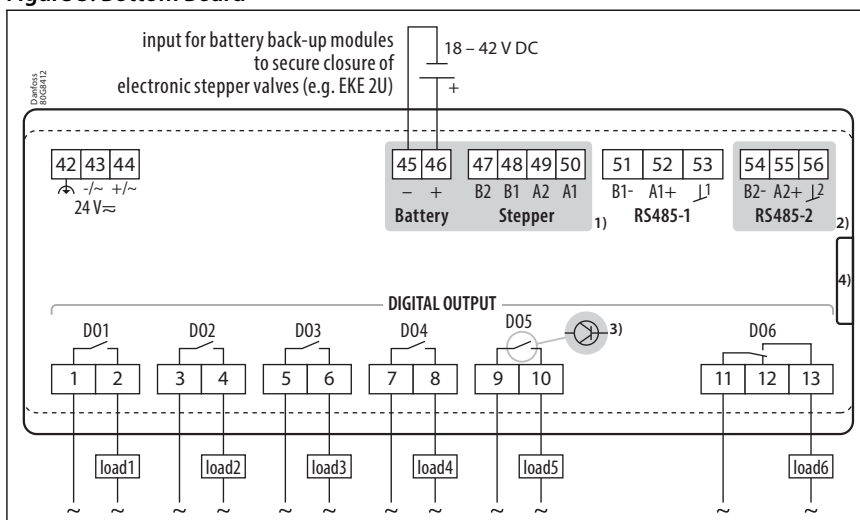 input for battery back-up modules
to secure closure of
electronic stepper valves (e.g. EKE 2U)
18 – 42 V DC
+
Danfoss
80G8412
42 43 44
-/~ +/~
24 V
45 46 47 48 49 50 51 52 53 54 55 56
– + B2 B1 A2 A1 B1- A1+ 1 B2- A2+ 2
Battery Stepper 1) RS485-1 RS485-2 2)
4)
DIGITAL OUTPUT
DO1 DO2 DO3 DO4 DO5 3) DO6
1 2 3 4 5 6 7 8 9 10 11 12 13
load1 load2 load3 load4 load5 load6
~ ~ ~ ~ ~ ~ ~ ~ ~ ~ ~ ~